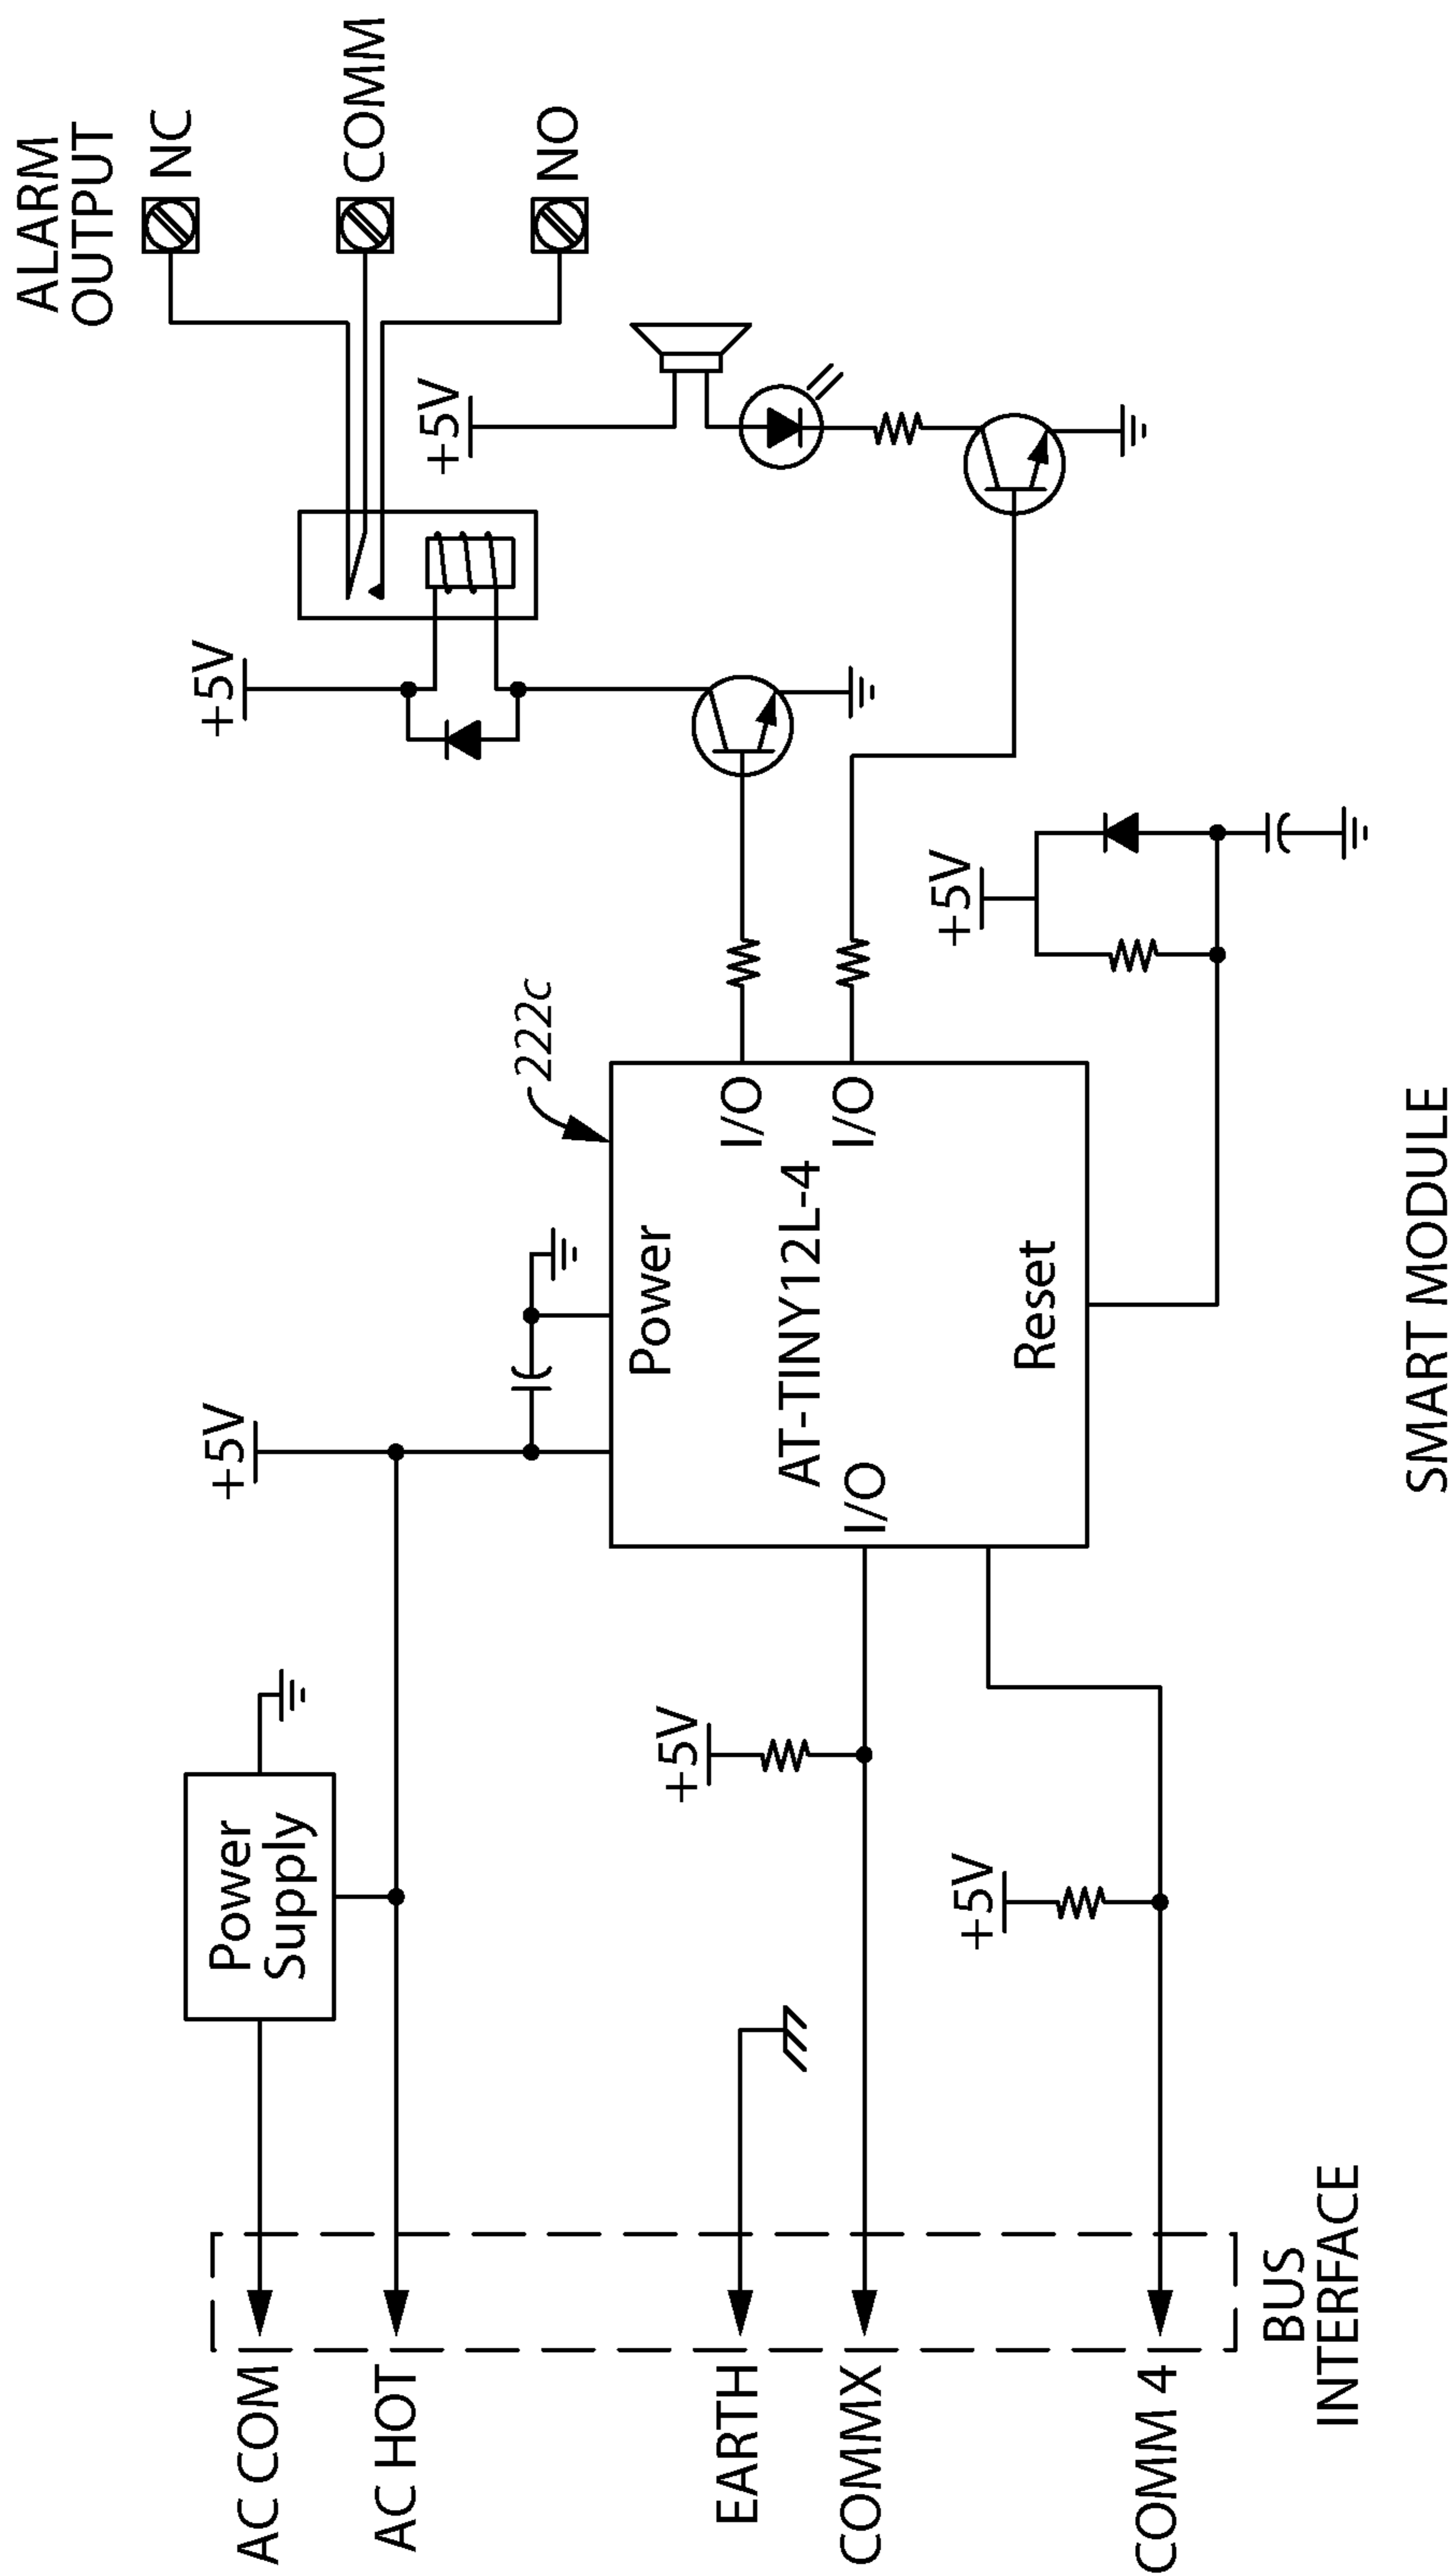 ALARM
OUTPUT
NC
COMM
NO
+5V
+5V
+5V
222c
Power
I/O
I/O
AT-TINY12L-4
I/O
Reset
+5V
Power
Supply
+5V
+5V
AC COM
AC HOT
EARTH
COMMX
COMM 4
BUS
INTERFACE
SMART MODULE